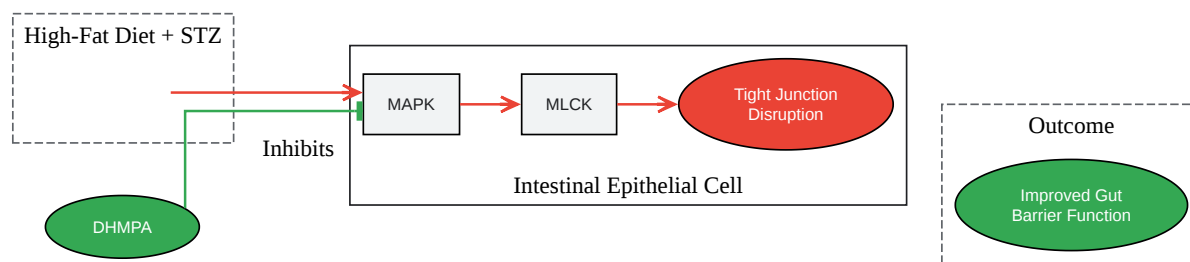 High-Fat Diet + STZ
MAPK
MLCK
Tight Junction
Disruption
Inhibits
Intestinal Epithelial Cell
DHMPA
Outcome
Improved Gut
Barrier Function